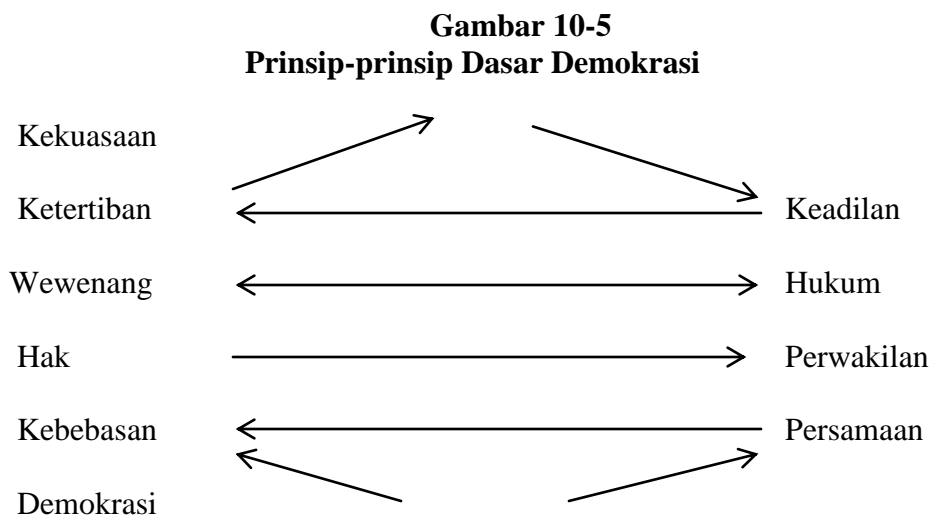 Gambar 10-5
Prinsip-prinsip Dasar Demokrasi
Kekuasaan
Ketertiban Keadilan
Wewenang Hukum
Hak Perwakilan
Kebebasan Persamaan
Demokrasi